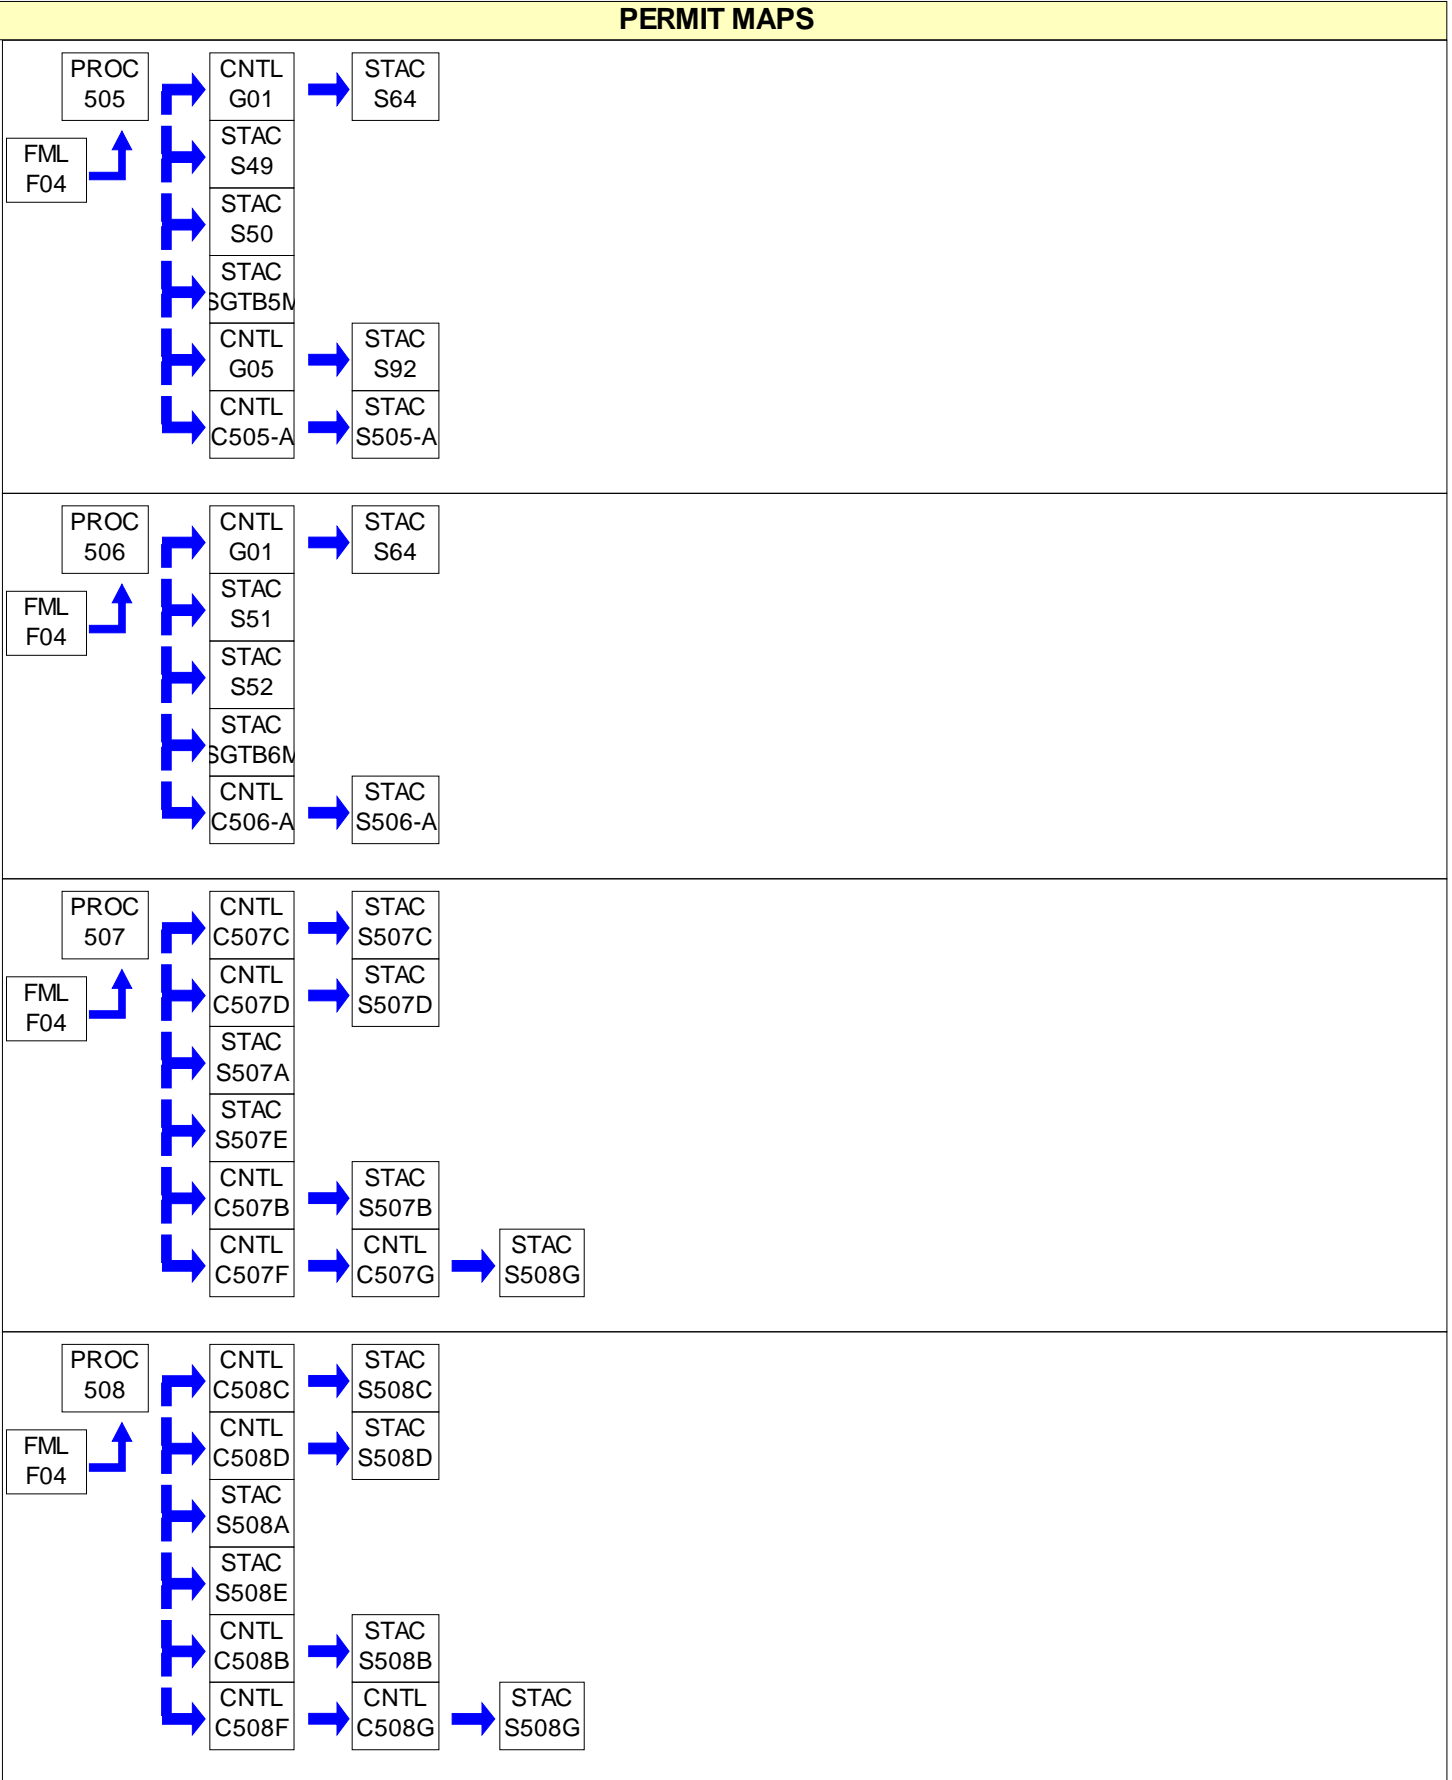 PERMIT MAPS
PROC
505
FML
F04
CNTL
G01
STAC
S64
STAC
S49
STAC
S50
STAC
SGTB5M
CNTL
G05
STAC
S92
CNTL
C505-A
STAC
S505-A
PROC
506
FML
F04
CNTL
G01
STAC
S64
STAC
S51
STAC
S52
STAC
SGTB6M
CNTL
C506-A
STAC
S506-A
PROC
507
FML
F04
CNTL
C507C
STAC
S507C
CNTL
C507D
STAC
S507D
STAC
S507A
STAC
S507E
CNTL
C507B
STAC
S507B
CNTL
C507F
CNTL
C507G
STAC
S508G
PROC
508
FML
F04
CNTL
C508C
STAC
S508C
CNTL
C508D
STAC
S508D
STAC
S508A
STAC
S508E
CNTL
C508B
STAC
S508B
CNTL
C508F
CNTL
C508G
STAC
S508G